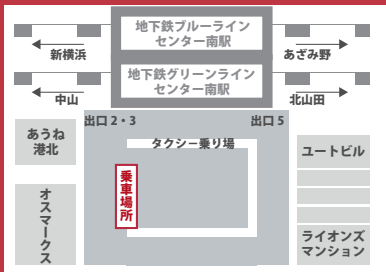 地下鉄ブルーライン
センター南駅
新横浜
あざみ野
地下鉄グリーンライン
センター南駅
中山
北山田
出口2・3
出口5
あうね
港北
タクシー乗り場
ユートビル
乗車場所
オスマークス
ライオンズ
マンション